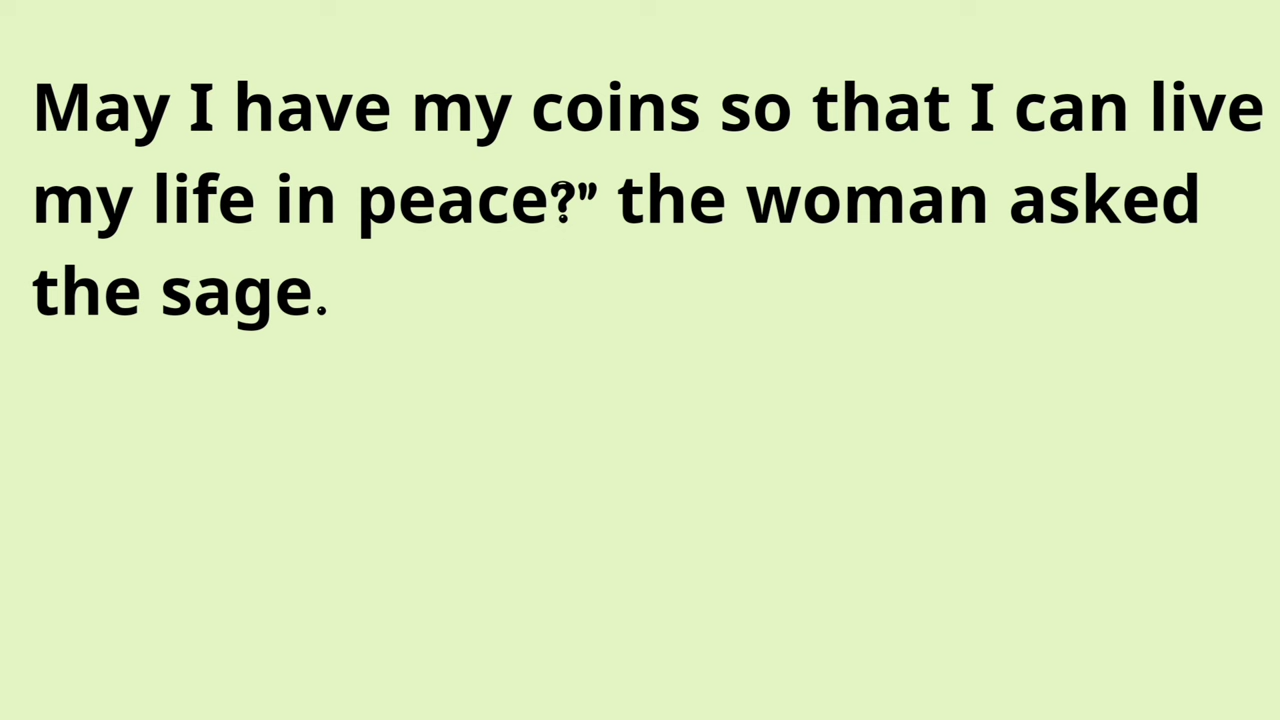 May I have my coins so that I can live
my life in peace?” the woman asked
the sage.